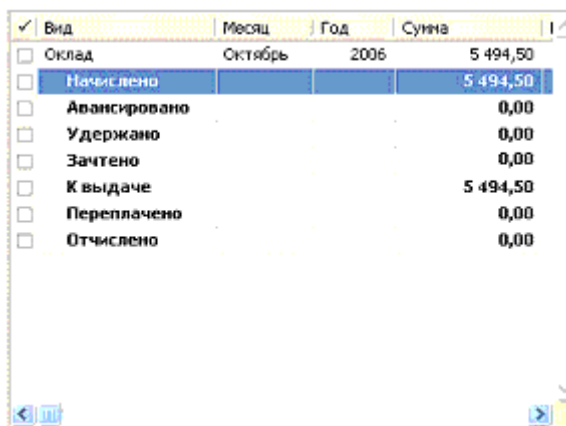 ✓ Вид Месяц Год Сумма
Оклад Октябрь 2006 5 494,50
Начислено 5 494,50
Авансировано 0,00
Удержано 0,00
Зачтено 0,00
К выдаче 5 494,50
Переплачено 0,00
Отчислено 0,00